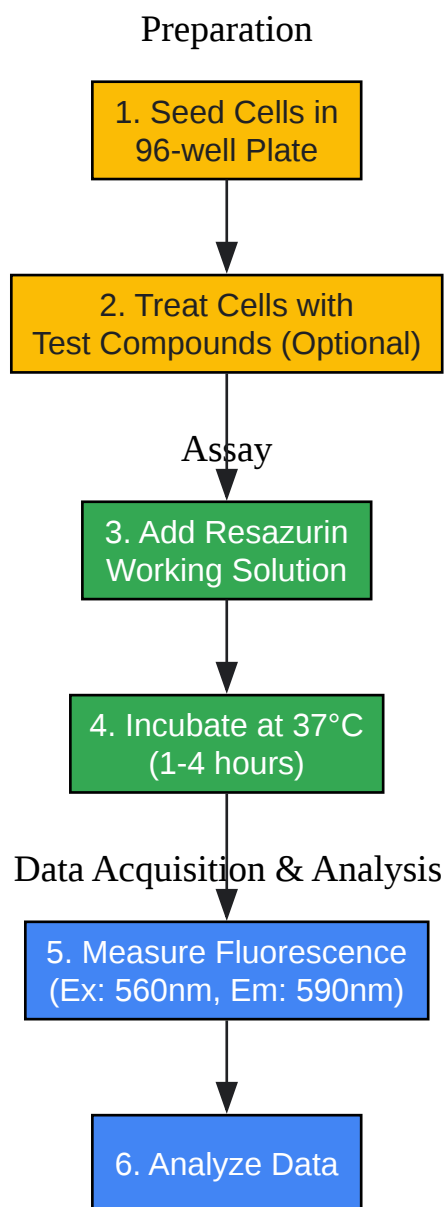 Preparation
1. Seed Cells in
96-well Plate
2. Treat Cells with
Test Compounds (Optional)
Assay
3. Add Resazurin
Working Solution
4. Incubate at 37°C
(1-4 hours)
Data Acquisition & Analysis
5. Measure Fluorescence
(Ex: 560nm, Em: 590nm)
6. Analyze Data